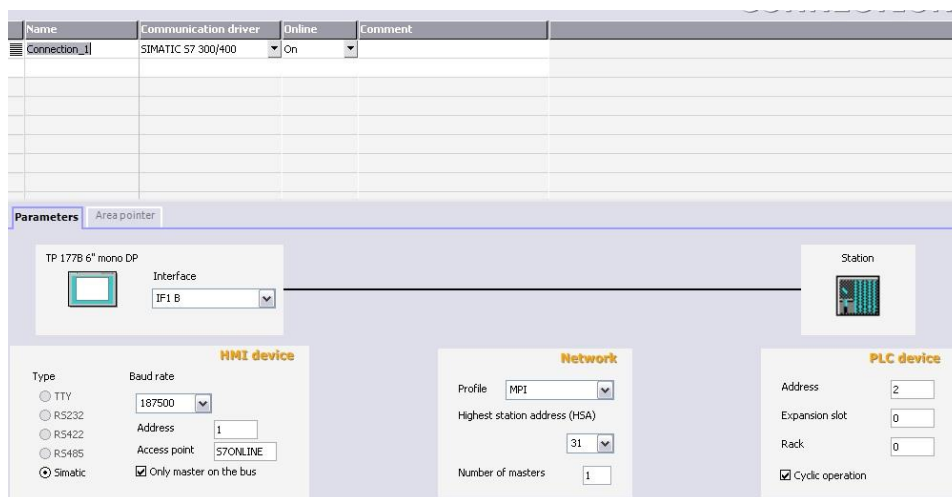 Name Communication driver Online Comment
Connection_1 SIMATIC S7 300/400 On
Parameters Area pointer
TP 177B 6" mono DP
Interface
IF1 B
Station
HMI device
Type Baud rate
TTY
187500
RS232
Address 1
RS422
Access point S7ONLINE
RS485
Simatic Only master on the bus
Network
Profile MPI
Highest station address (HSA)
31
Number of masters 1
PLC device
Address 2
Expansion slot 0
Rack 0
Cyclic operation